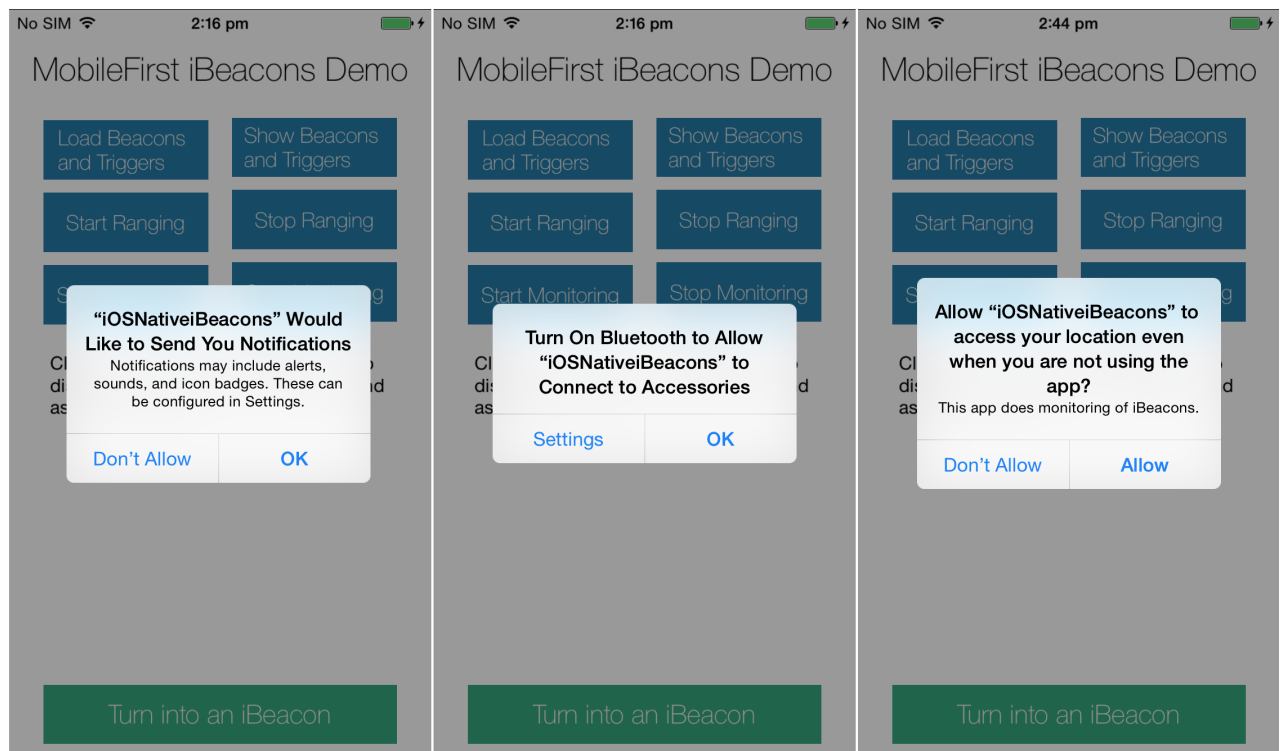 No SIM 2:16 pm
MobileFirst iBeacons Demo
Load Beacons
and Triggers
Show Beacons
and Triggers
Start Ranging
Stop Ranging
“iOSNativeiBeacons” Would
Like to Send You Notifications
Notifications may include alerts,
sounds, and icon badges. These can
be configured in Settings.
Don’t Allow
OK
Turn into an iBeacon
No SIM 2:16 pm
MobileFirst iBeacons Demo
Load Beacons
and Triggers
Show Beacons
and Triggers
Start Ranging
Stop Ranging
Start Monitoring
Stop Monitoring
Turn On Bluetooth to Allow
“iOSNativeiBeacons” to
Connect to Accessories
Settings
OK
Turn into an iBeacon
No SIM 2:44 pm
MobileFirst iBeacons Demo
Load Beacons
and Triggers
Show Beacons
and Triggers
Start Ranging
Stop Ranging
Allow “iOSNativeiBeacons” to
access your location even
when you are not using the
app?
This app does monitoring of iBeacons.
Don’t Allow
Allow
Turn into an iBeacon